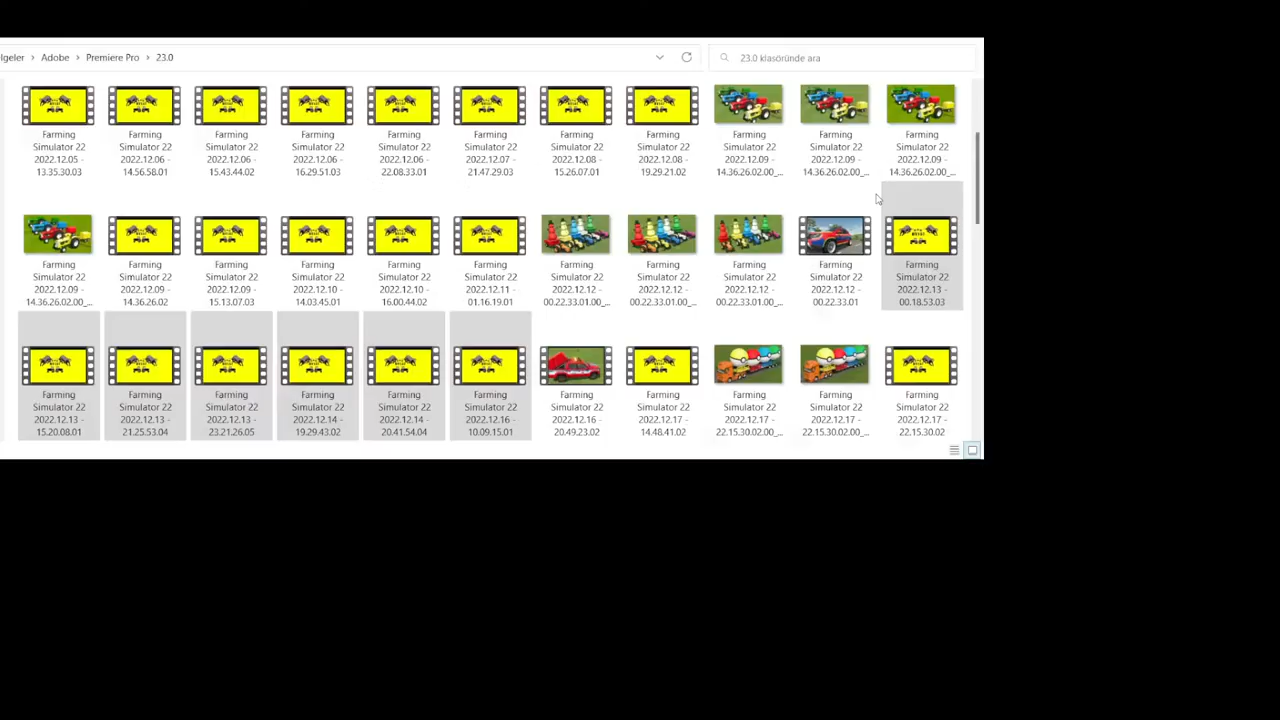 lgeler > Adobe > Premiere Pro > 23.0
23.0 klasöründe ara
Farming Simulator 22 2022.12.05 - 13.35.30.03
Farming Simulator 22 2022.12.06 - 14.56.58.01
Farming Simulator 22 2022.12.06 - 15.43.44.02
Farming Simulator 22 2022.12.06 - 16.29.51.03
Farming Simulator 22 2022.12.06 - 22.08.33.01
Farming Simulator 22 2022.12.07 - 21.47.29.03
Farming Simulator 22 2022.12.08 - 15.26.07.01
Farming Simulator 22 2022.12.08 - 19.29.21.02
Farming Simulator 22 2022.12.09 - 14.36.26.02.00_...
Farming Simulator 22 2022.12.09 - 14.36.26.02.00_...
Farming Simulator 22 2022.12.09 - 14.36.26.02.00_...
Farming Simulator 22 2022.12.09 - 14.36.26.02.00_...
Farming Simulator 22 2022.12.09 - 14.36.26.02
Farming Simulator 22 2022.12.09 - 15.13.07.03
Farming Simulator 22 2022.12.10 - 14.03.45.01
Farming Simulator 22 2022.12.10 - 16.00.44.02
Farming Simulator 22 2022.12.11 - 01.16.19.01
Farming Simulator 22 2022.12.12 - 00.22.33.01.00_...
Farming Simulator 22 2022.12.12 - 00.22.33.01.00_...
Farming Simulator 22 2022.12.12 - 00.22.33.01.00_...
Farming Simulator 22 2022.12.12 - 00.22.33.01
Farming Simulator 22 2022.12.13 - 00.18.53.03
Farming Simulator 22 2022.12.13 - 15.20.08.01
Farming Simulator 22 2022.12.13 - 21.25.53.04
Farming Simulator 22 2022.12.13 - 23.21.26.05
Farming Simulator 22 2022.12.14 - 19.29.43.02
Farming Simulator 22 2022.12.14 - 20.41.54.04
Farming Simulator 22 2022.12.16 - 10.09.15.01
Farming Simulator 22 2022.12.16 - 20.49.23.02
Farming Simulator 22 2022.12.17 - 14.48.41.02
Farming Simulator 22 2022.12.17 - 22.15.30.02.00_...
Farming Simulator 22 2022.12.17 - 22.15.30.02.00_...
Farming Simulator 22 2022.12.17 - 22.15.30.02